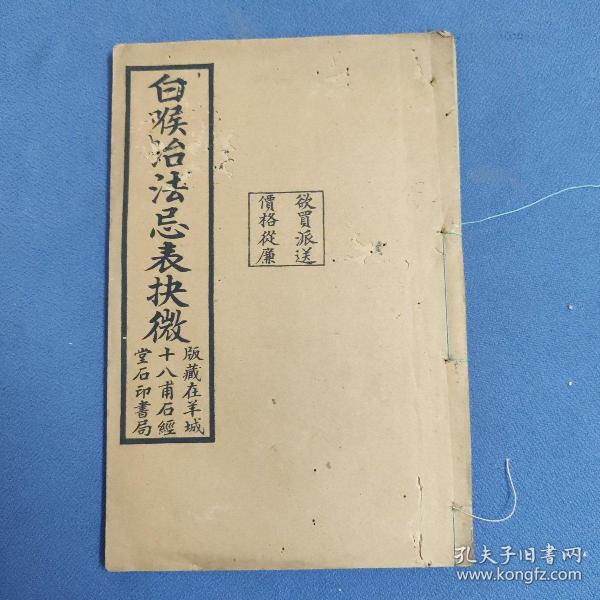 白喉治法忌表抉微
版藏在羊城
十八甫石經
堂石印書局
欲買派送
價格從廉
孔夫子旧書网
www.kongfz.com